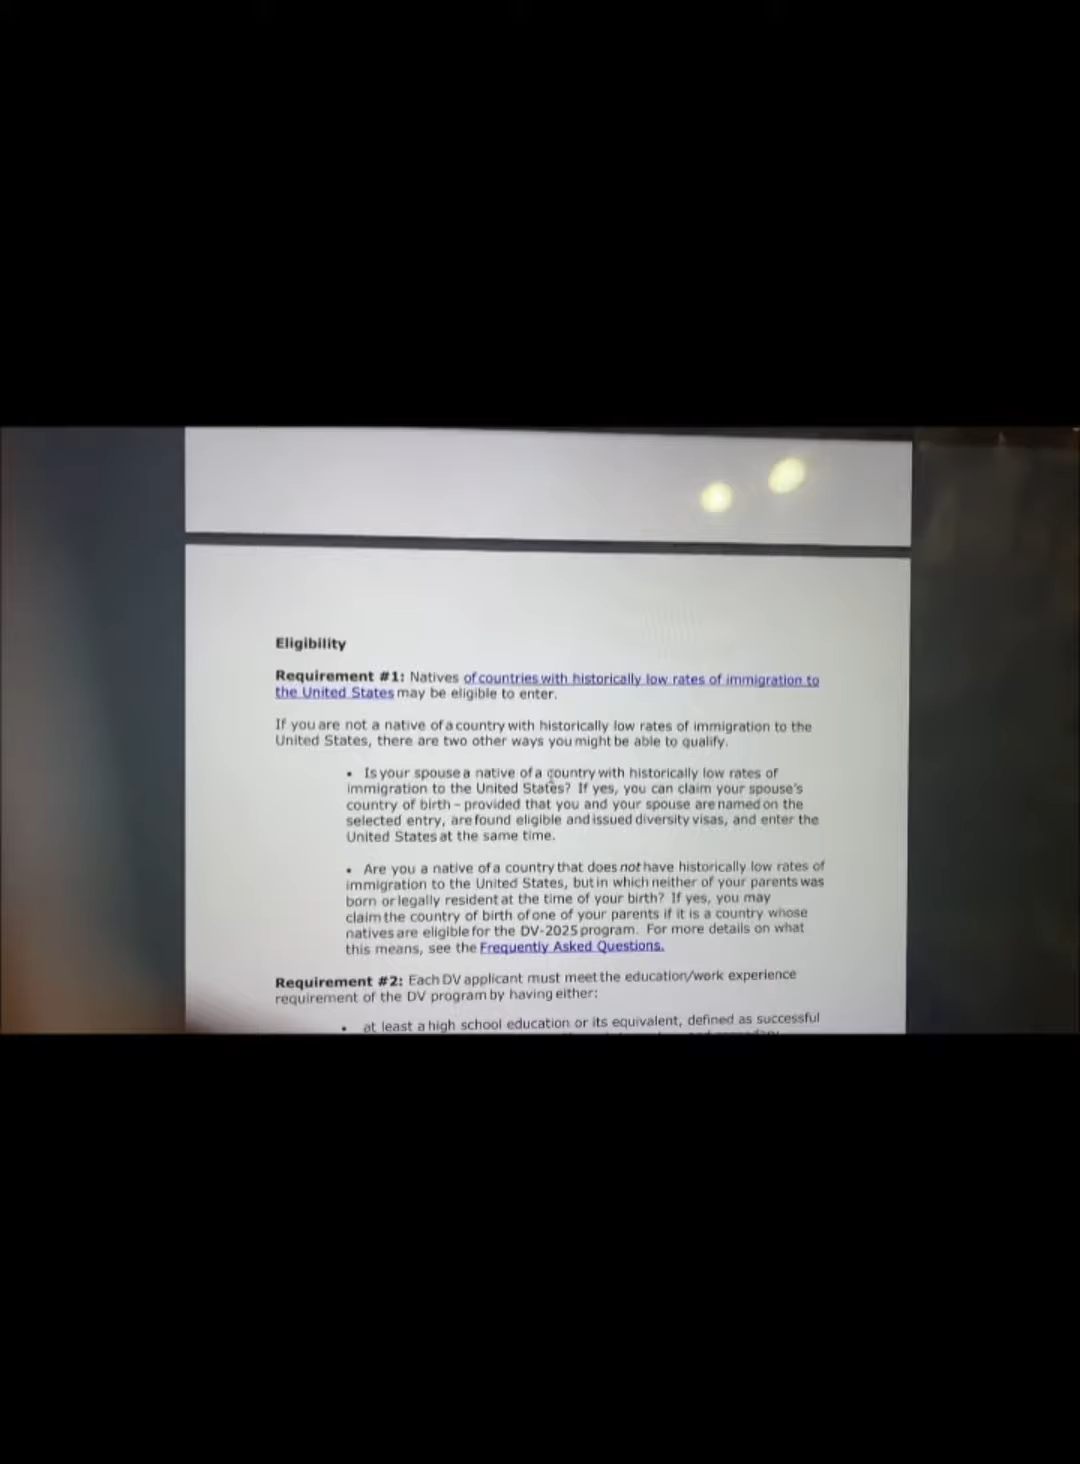 Eligibility
Requirement #1: Natives of countries with historically low rates of immigration to
the United States may be eligible to enter.
If you are not a native of a country with historically low rates of immigration to the
United States, there are two other ways you might be able to qualify.
• Is your spouse a native of a country with historically low rates of
immigration to the United States? If yes, you can claim your spouse's
country of birth – provided that you and your spouse are named on the
selected entry, are found eligible and issued diversity visas, and enter the
United States at the same time.
• Are you a native of a country that does not have historically low rates of
immigration to the United States, but in which neither of your parents was
born or legally resident at the time of your birth? If yes, you may
claim the country of birth of one of your parents if it is a country whose
natives are eligible for the DV-2025 program. For more details on what
this means, see the Frequently Asked Questions.
Requirement #2: Each DV applicant must meet the education/work experience
requirement of the DV program by having either:
• at least a high school education or its equivalent, defined as successful